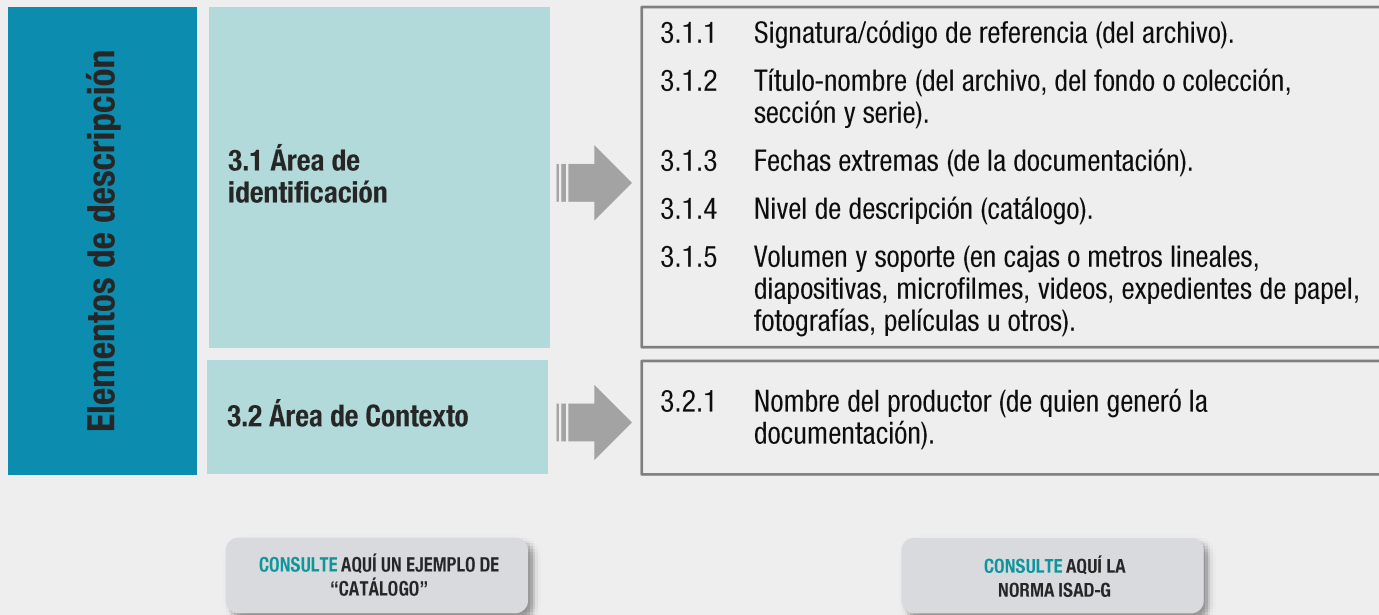 Elementos de descripción
3.1 Área de
identificación
3.1.1 Signatura/código de referencia (del archivo).
3.1.2 Título-nombre (del archivo, del fondo o colección,
sección y serie).
3.1.3 Fechas extremas (de la documentación).
3.1.4 Nivel de descripción (catálogo).
3.1.5 Volumen y soporte (en cajas o metros lineales,
diapositivas, microfilmes, videos, expedientes de papel,
fotografías, películas u otros).
3.2 Área de Contexto
3.2.1 Nombre del productor (de quien generó la
documentación).
CONSULTE AQUÍ UN EJEMPLO DE
“CATÁLOGO”
CONSULTE AQUÍ LA
NORMA ISAD-G